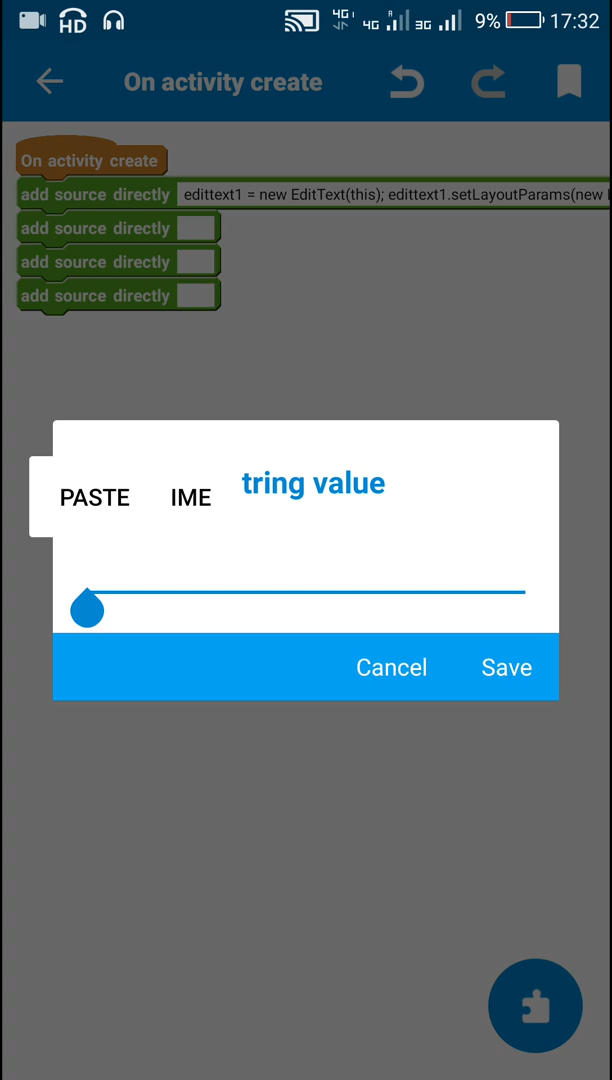 HD 4G 4G R 3G 9% 17:32
On activity create
On activity create
add source directly edittext1 = new EditText(this); edittext1.setLayoutParams(new
add source directly
add source directly
add source directly
tring value
PASTE IME
Cancel Save